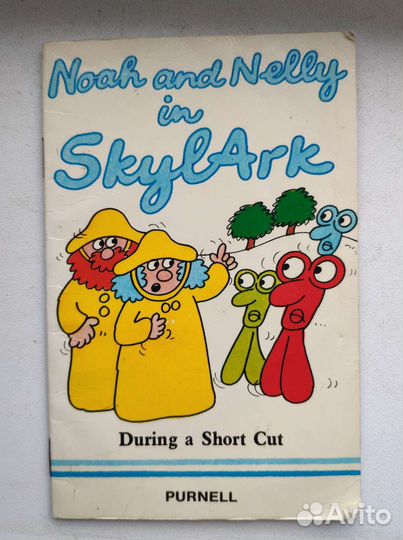 Noah and Nelly
in
SkylArk
During a Short Cut
PURNELL
Avito